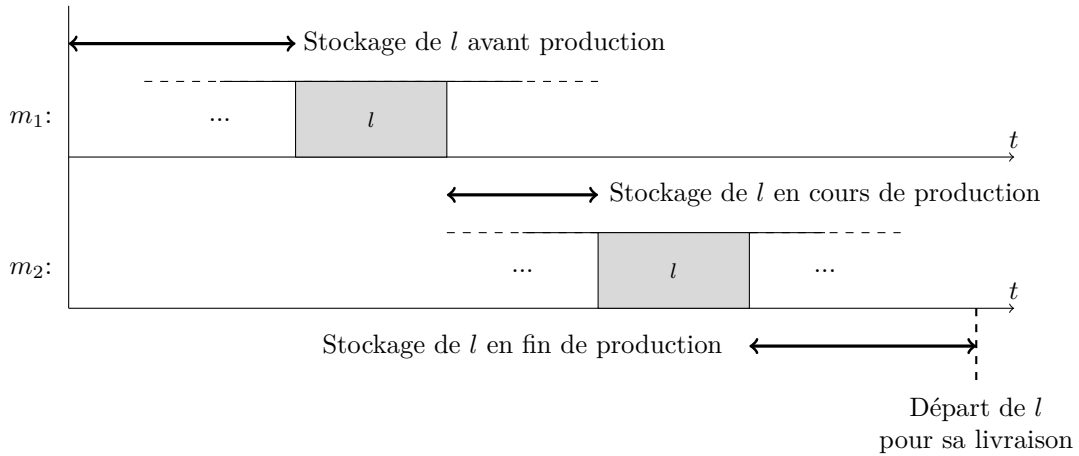 Stockage de l avant production
m1:
...
l
t
Stockage de l en cours de production
m2:
...
l
...
t
Stockage de l en fin de production
Départ de l
pour sa livraison